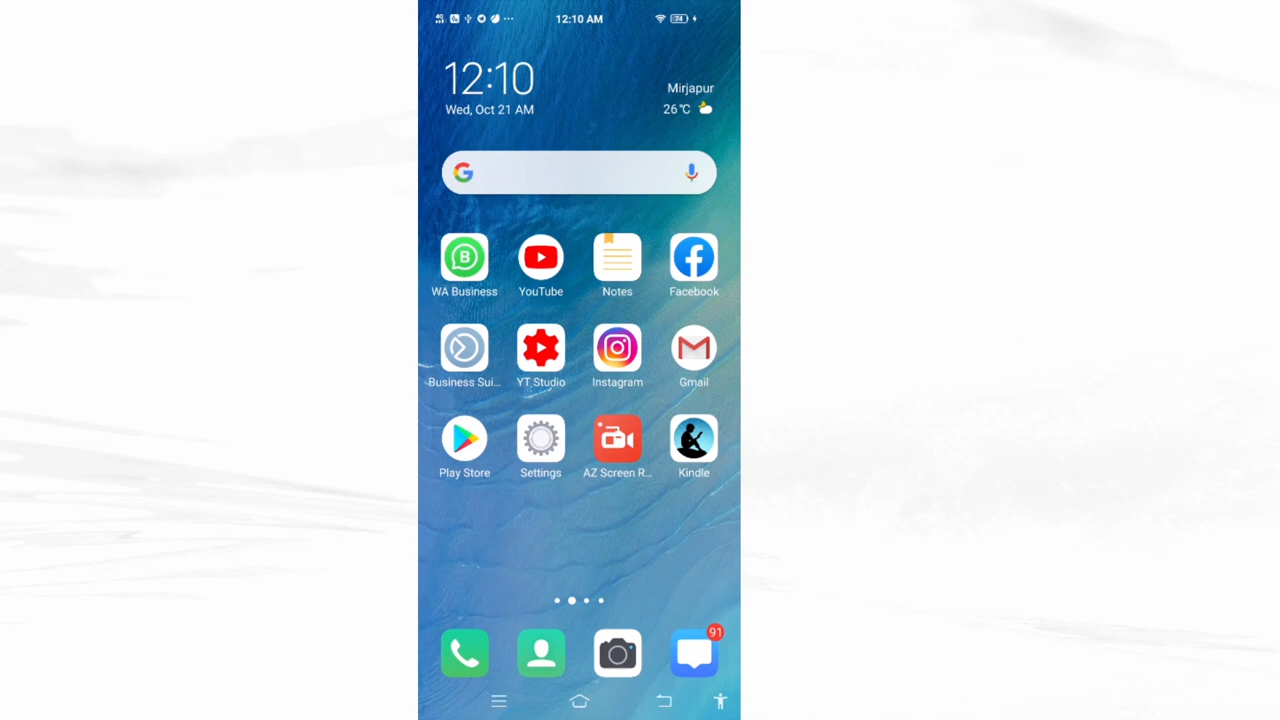 12:10 AM
74
12:10
Wed, Oct 21 AM
Mirjapur
26°C
WA Business
YouTube
Notes
Facebook
Business Sui...
YT Studio
Instagram
Gmail
Play Store
Settings
AZ Screen R...
Kindle
91